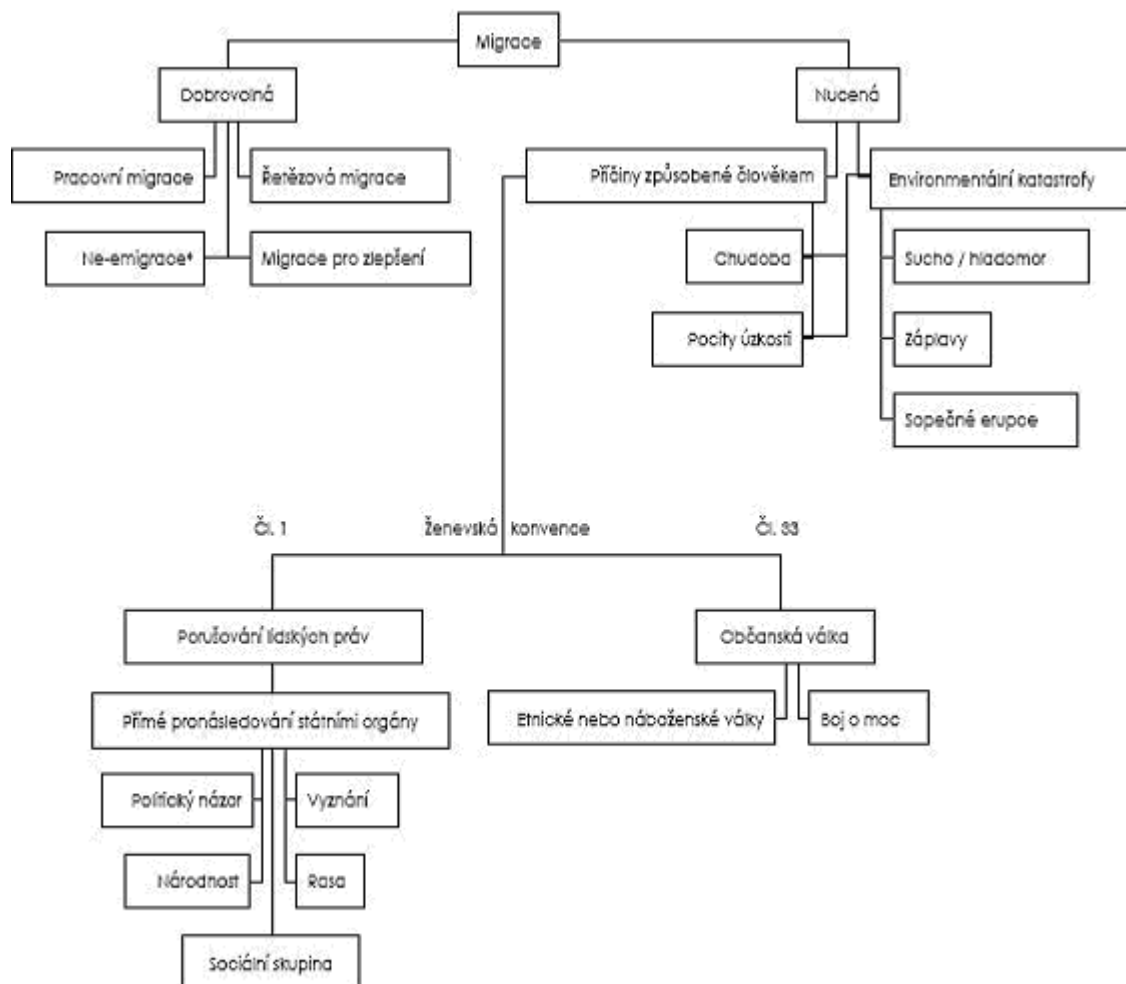 Migrace
Dobrovolná
Nucená
Pracovní migrace
Řetězová migrace
Příčiny způsobené člověkem
Environmentální katastrofy
Ne-emigrace*
Migrace pro zlepšení
Chudoba
Sucho / hladomor
Pocity úzkosti
Záplavy
Sopečné erupce
Čl. 1
Ženevská konvence
Čl. 33
Porušování lidských práv
Občanská válka
Přímé pronásledování státními orgány
Etnické nebo náboženské války
Boj o moc
Politický názor
Vyznání
Národnost
Rasa
Sociální skupina